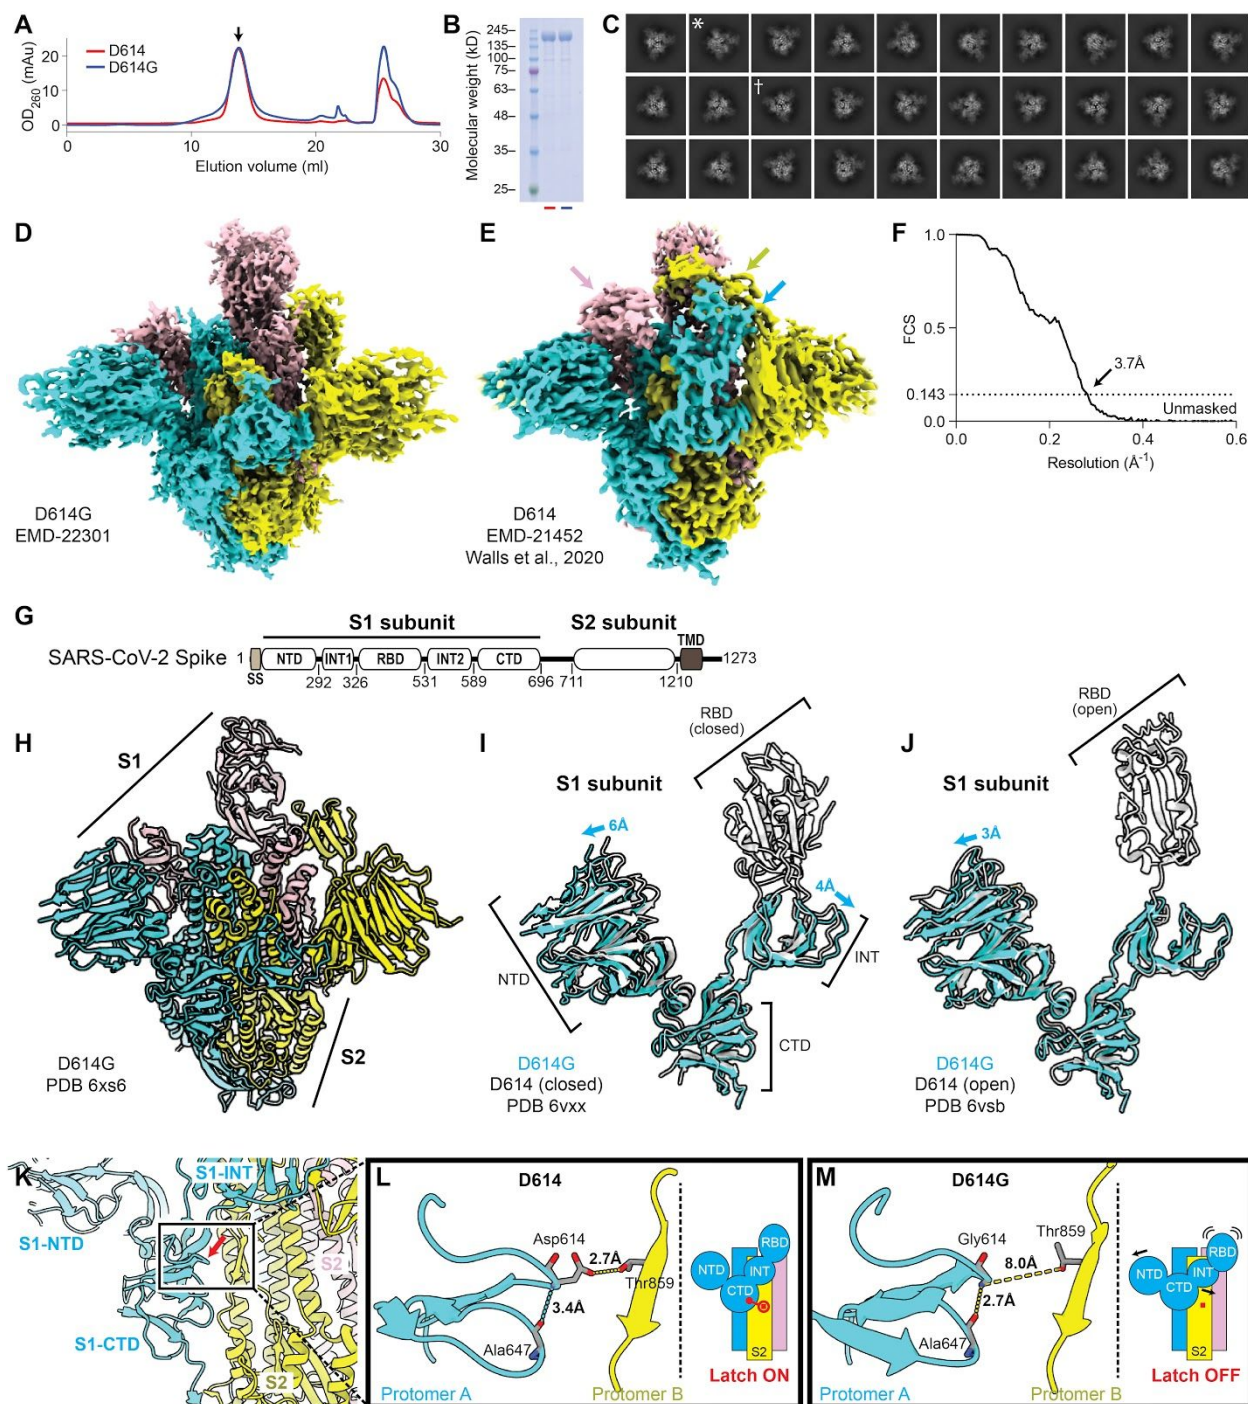 A
OD260 (mAu)
20
10
0
D614
D614G
0
10
20
30
Elution volume (ml)
B
Molecular weight (kD)
245
135
100
75
63
48
35
25
C
*
†
D
D614G
EMD-22301
E
D614
EMD-21452
Walls et al., 2020
F
FCS
1.0
0.5
0.143
0.0
3.7Å
Unmasked
0.0
0.2
0.4
0.6
Resolution (Å-1)
G
S1 subunit
S2 subunit
TMD
SARS-CoV-2 Spike
1
NTD
INT1
RBD
INT2
CTD
1273
SS
292
326
531
589
696
711
1210
H
S1
S2
D614G
PDB 6xs6
I
RBD
(closed)
S1 subunit
6Å
4Å
NTD
INT
CTD
D614G
D614 (closed)
PDB 6vxx
J
RBD
(open)
S1 subunit
3Å
D614G
D614 (open)
PDB 6vsb
K
S1-INT
S1-NTD
S2
S1-CTD
S2
L
D614
Asp614
2.7Å
Thr859
3.4Å
Ala647
Protomer A
Protomer B
RBD
NTD
INT
CTD
S2
Latch ON
M
D614G
Gly614
Thr859
8.0Å
2.7Å
Ala647
Protomer A
Protomer B
RBD
NTD
INT
CTD
S2
Latch OFF